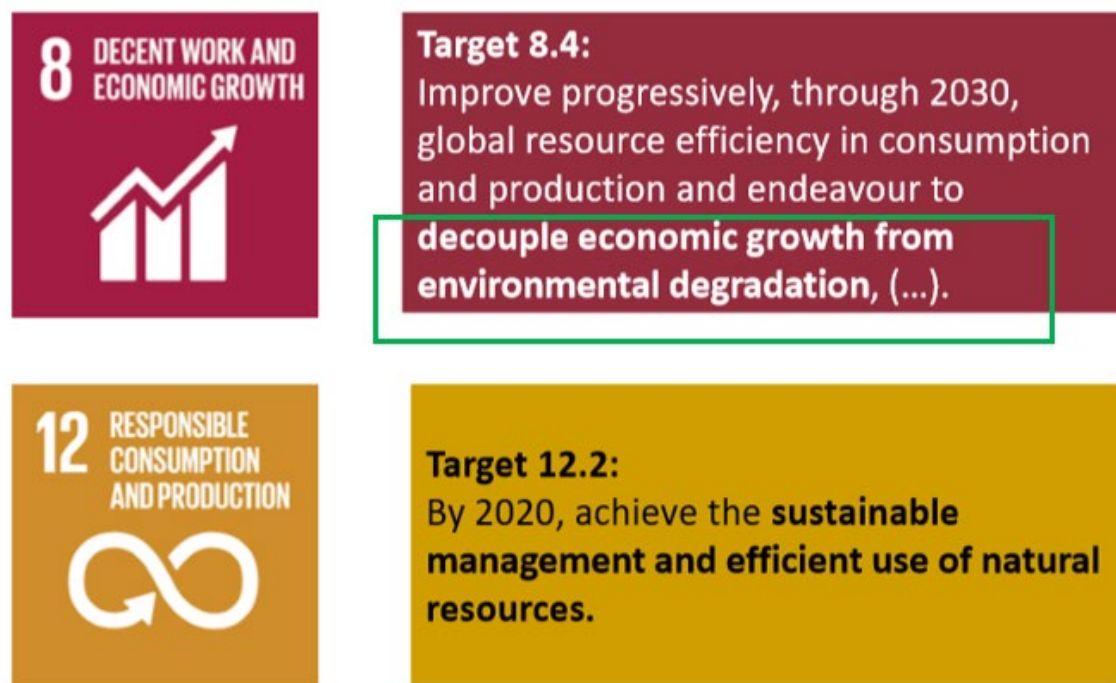 8 DECENT WORK AND
ECONOMIC GROWTH
Target 8.4:
Improve progressively, through 2030,
global resource efficiency in consumption
and production and endeavour to
decouple economic growth from
environmental degradation, (...).
12 RESPONSIBLE
CONSUMPTION
AND PRODUCTION
Target 12.2:
By 2020, achieve the sustainable
management and efficient use of natural
resources.